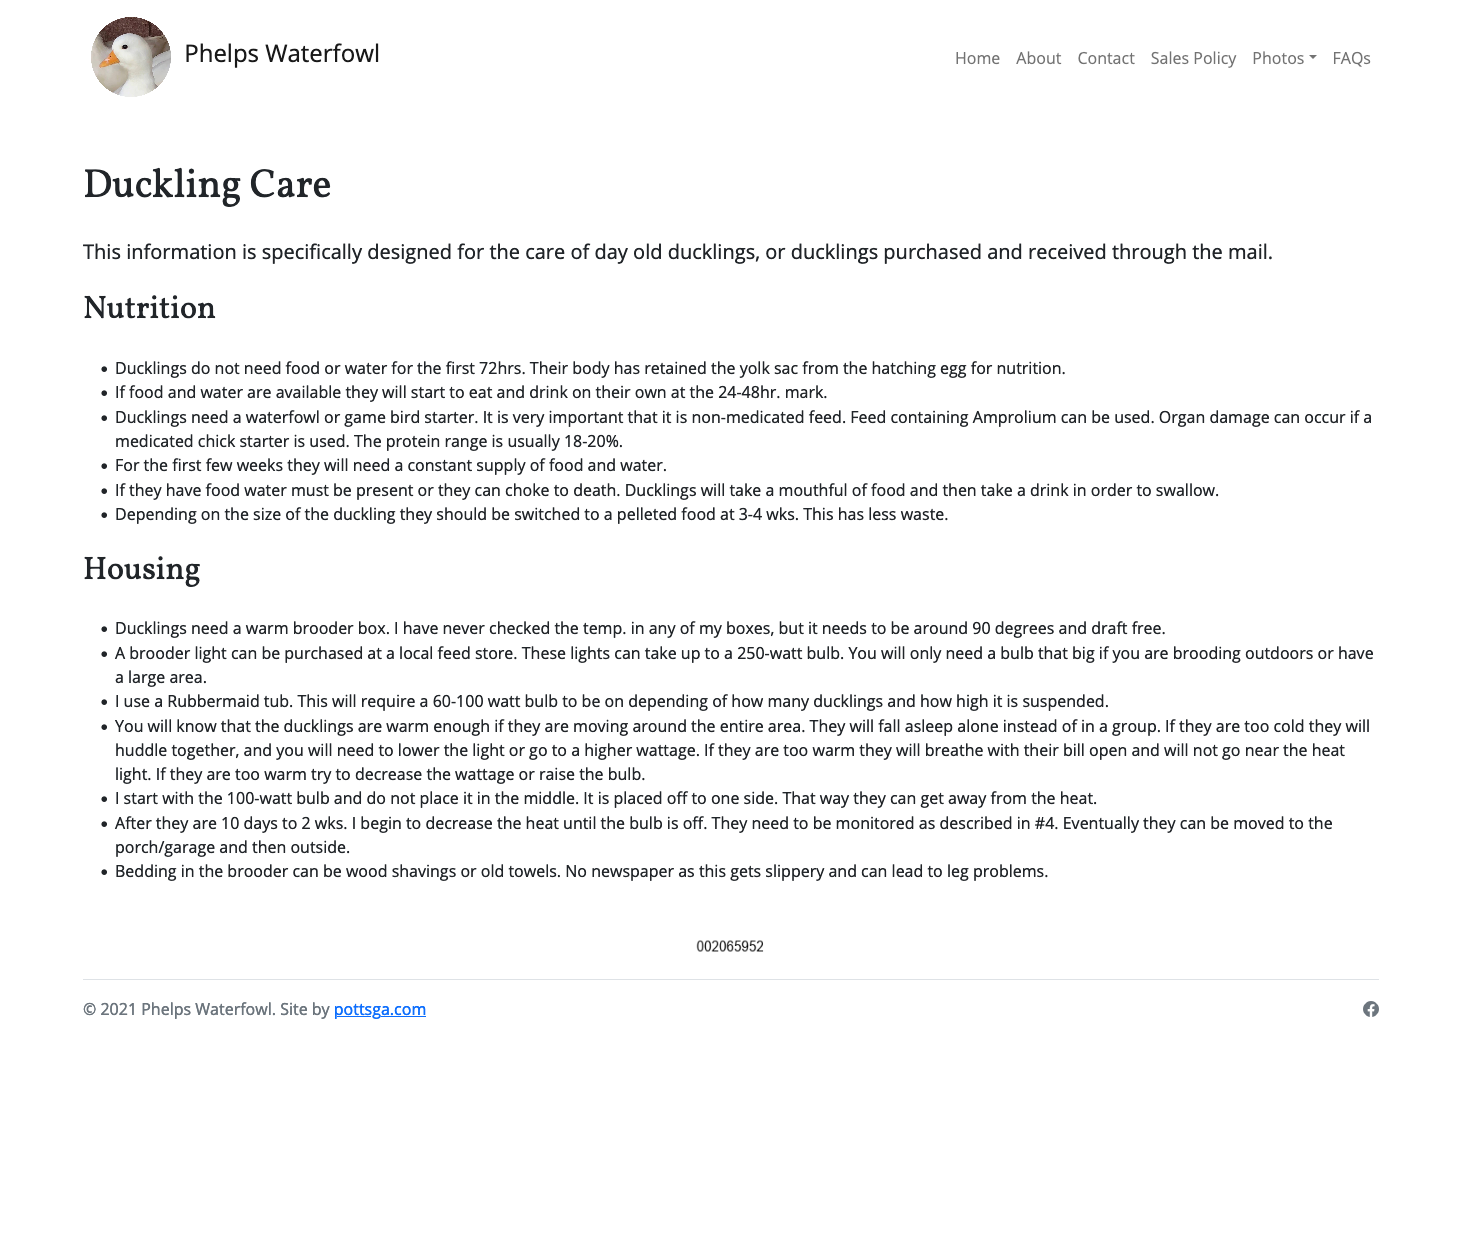 Phelps Waterfowl
Home About Contact Sales Policy Photos FAQs
Duckling Care
This information is specifically designed for the care of day old ducklings, or ducklings purchased and received through the mail.
Nutrition
• Ducklings do not need food or water for the first 72hrs. Their body has retained the yolk sac from the hatching egg for nutrition.
• If food and water are available they will start to eat and drink on their own at the 24-48hr. mark.
• Ducklings need a waterfowl or game bird starter. It is very important that it is non-medicated feed. Feed containing Amprolium can be used. Organ damage can occur if a
medicated chick starter is used. The protein range is usually 18-20%.
• For the first few weeks they will need a constant supply of food and water.
• If they have food water must be present or they can choke to death. Ducklings will take a mouthful of food and then take a drink in order to swallow.
• Depending on the size of the duckling they should be switched to a pelleted food at 3-4 wks. This has less waste.
Housing
• Ducklings need a warm brooder box. I have never checked the temp. in any of my boxes, but it needs to be around 90 degrees and draft free.
• A brooder light can be purchased at a local feed store. These lights can take up to a 250-watt bulb. You will only need a bulb that big if you are brooding outdoors or have
a large area.
• I use a Rubbermaid tub. This will require a 60-100 watt bulb to be on depending of how many ducklings and how high it is suspended.
• You will know that the ducklings are warm enough if they are moving around the entire area. They will fall asleep alone instead of in a group. If they are too cold they will
huddle together, and you will need to lower the light or go to a higher wattage. If they are too warm they will breathe with their bill open and will not go near the heat
light. If they are too warm try to decrease the wattage or raise the bulb.
• I start with the 100-watt bulb and do not place it in the middle. It is placed off to one side. That way they can get away from the heat.
• After they are 10 days to 2 wks. I begin to decrease the heat until the bulb is off. They need to be monitored as described in #4. Eventually they can be moved to the
porch/garage and then outside.
• Bedding in the brooder can be wood shavings or old towels. No newspaper as this gets slippery and can lead to leg problems.
002065952
© 2021 Phelps Waterfowl. Site by pottsga.com